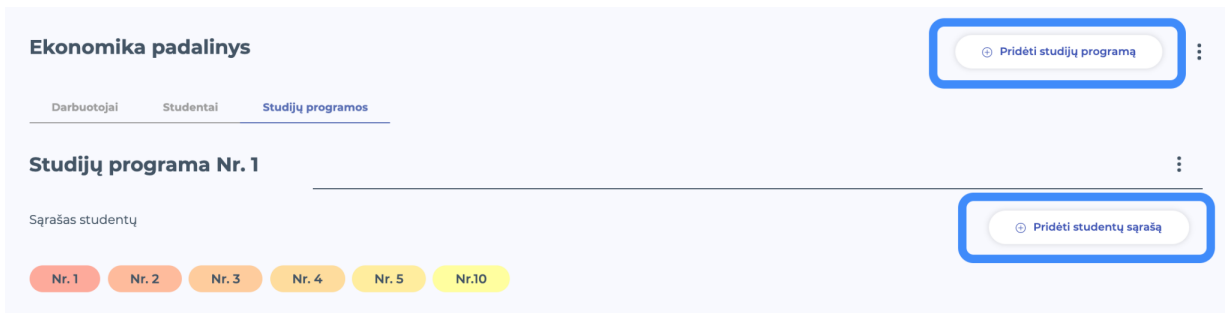 Ekonomika padalinys
Pridėti studijų programą
Darbuotojai Studentai Studijų programos
Studijų programa Nr. 1
Sąrašas studentų
Pridėti studentų sąrašą
Nr. 1 Nr. 2 Nr. 3 Nr. 4 Nr. 5 Nr.10